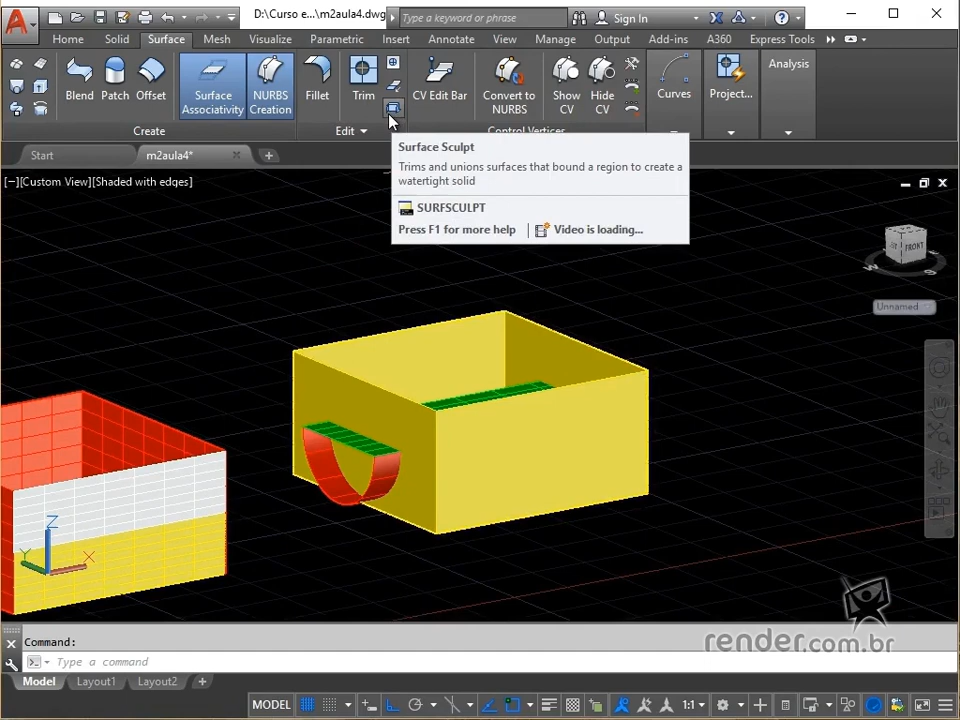 D:\Curso e...\m2aula4.dwg
Type a keyword or phrase
Sign In
Home Solid Surface Mesh Visualize Parametric Insert Annotate View Manage Output Add-ins A360 Express Tools
Blend Patch Offset Surface Associativity NURBS Creation Fillet Trim CV Edit Bar Convert to NURBS Show CV Hide CV Curves Project... Analysis
Create Edit Control Vertices
Start m2aula4*
Surface Sculpt
Trims and unions surfaces that bound a region to create a
watertight solid
SURFSCULPT
Press F1 for more help Video is loading...
[−][Custom View][Shaded with edges]
FRONT
W S
Unnamed
Z
Y X
render.com.br
Command:
Type a command
Model Layout1 Layout2 +
MODEL 1:1